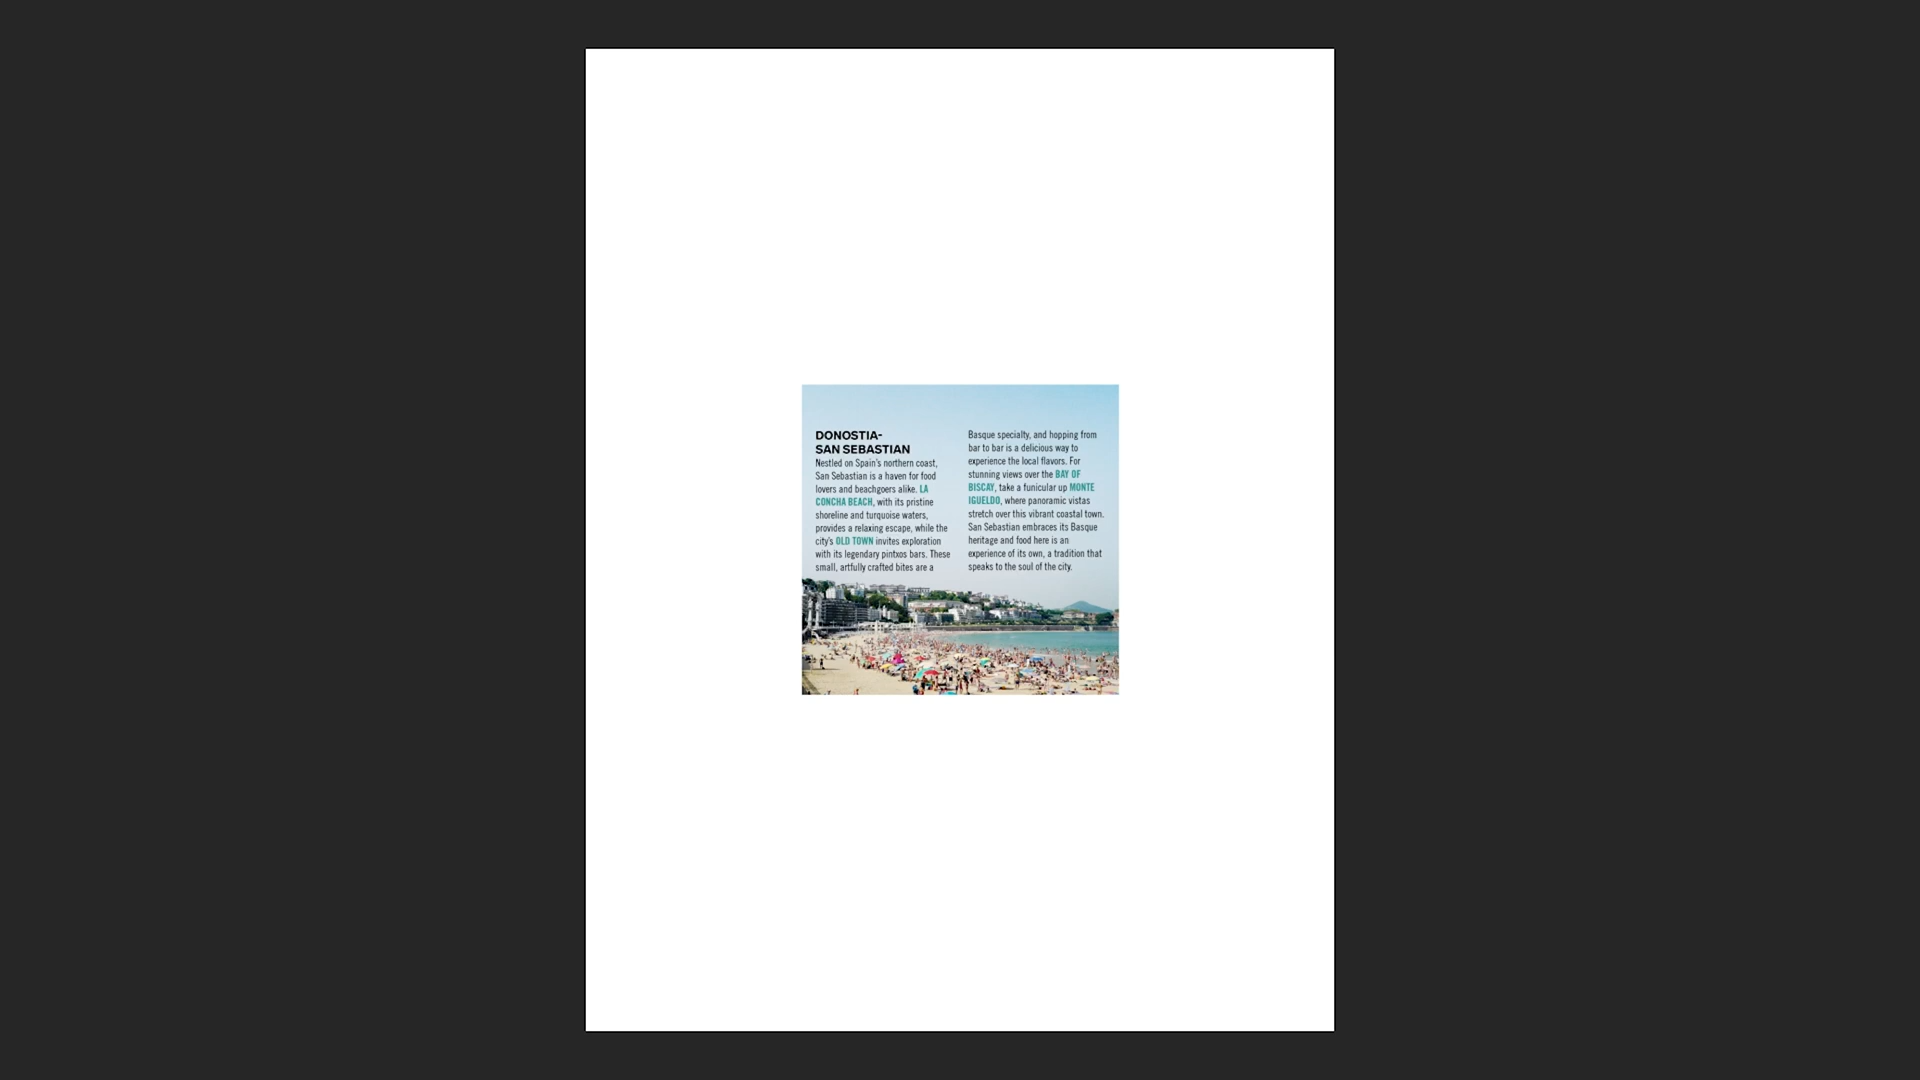 DONOSTIA-
SAN SEBASTIAN
Nestled on Spain's northern coast,
San Sebastian is a haven for food
lovers and beachgoers alike. LA
CONCHA BEACH, with its pristine
shoreline and turquoise waters,
provides a relaxing escape, while the
city's OLD TOWN invites exploration
with its legendary pintxos bars. These
small, artfully crafted bites are a
Basque specialty, and hopping from
bar to bar is a delicious way to
experience the local flavors. For
stunning views over the BAY OF
BISCAY, take a funicular up MONTE
IGUELDO, where panoramic vistas
stretch over this vibrant coastal town.
San Sebastian embraces its Basque
heritage and food here is an
experience of its own, a tradition that
speaks to the soul of the city.